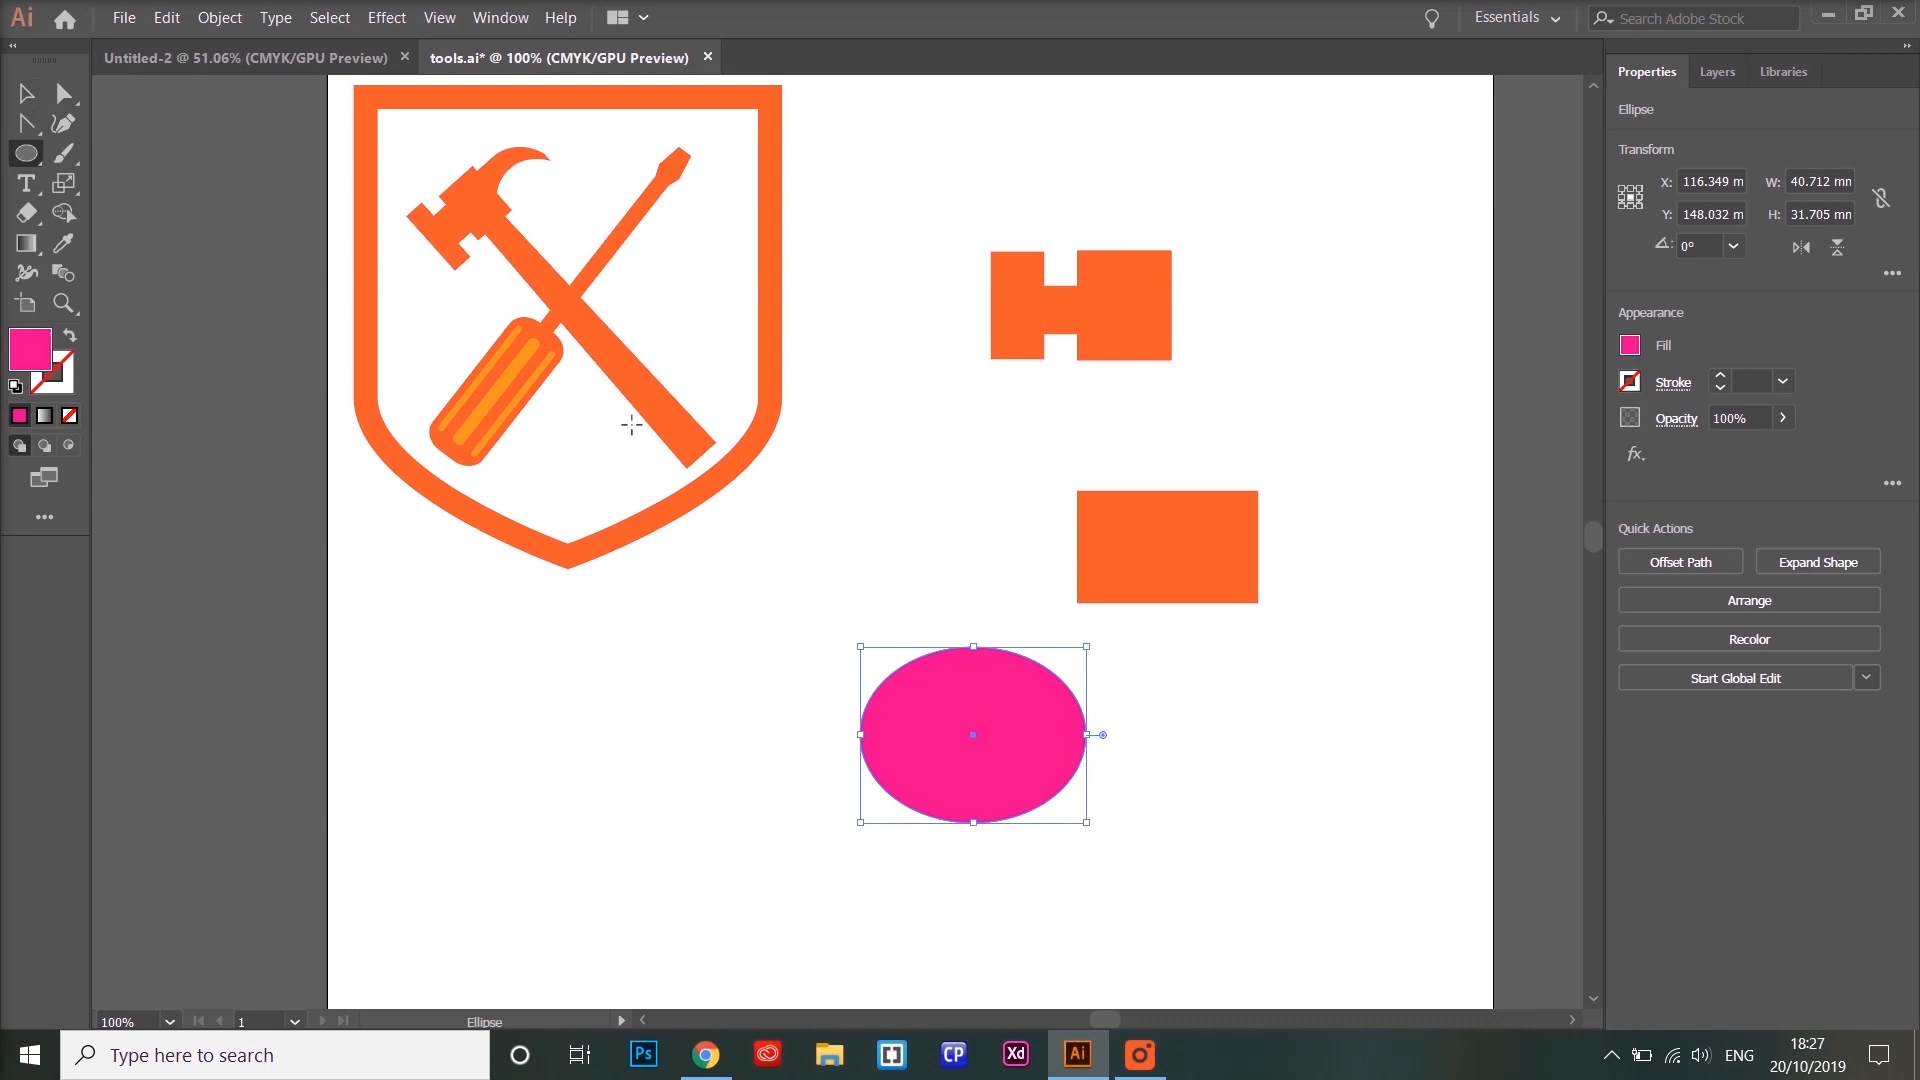 Ai File Edit Object Type Select Effect View Window Help Essentials Search Adobe Stock
Untitled-2 @ 51.06% (CMYK/GPU Preview) tools.ai* @ 100% (CMYK/GPU Preview)
Properties Layers Libraries
Ellipse
Transform
X: 116.349 m W: 40.712 mm
Y: 148.032 m H: 31.705 mm
0°
Appearance
Fill
Stroke
Opacity 100%
fx.
Quick Actions
Offset Path Expand Shape
Arrange
Recolor
Start Global Edit
100% 1 Ellipse
Type here to search Ps CP Xd Ai ENG 18:27
20/10/2019